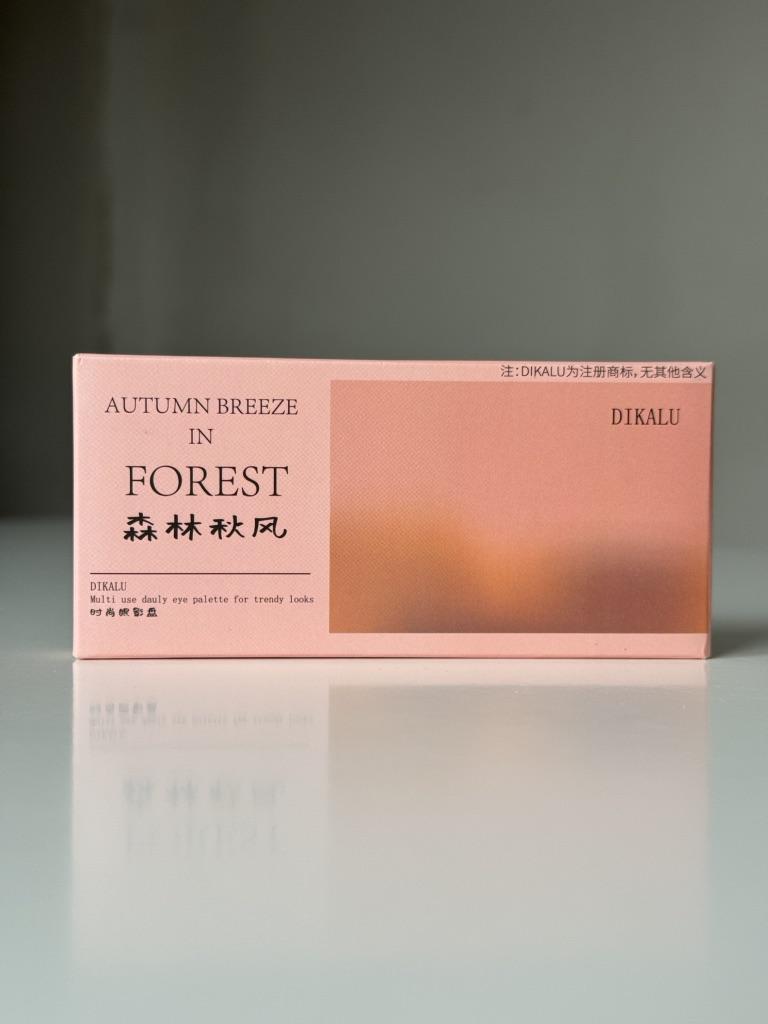 注:DIKALU为注册商标,无其他含义
AUTUMN BREEZE
IN
FOREST
森林秋风
DIKALU
Multi use dauly eye palette for trendy looks
时尚眼影盘
DIKALU